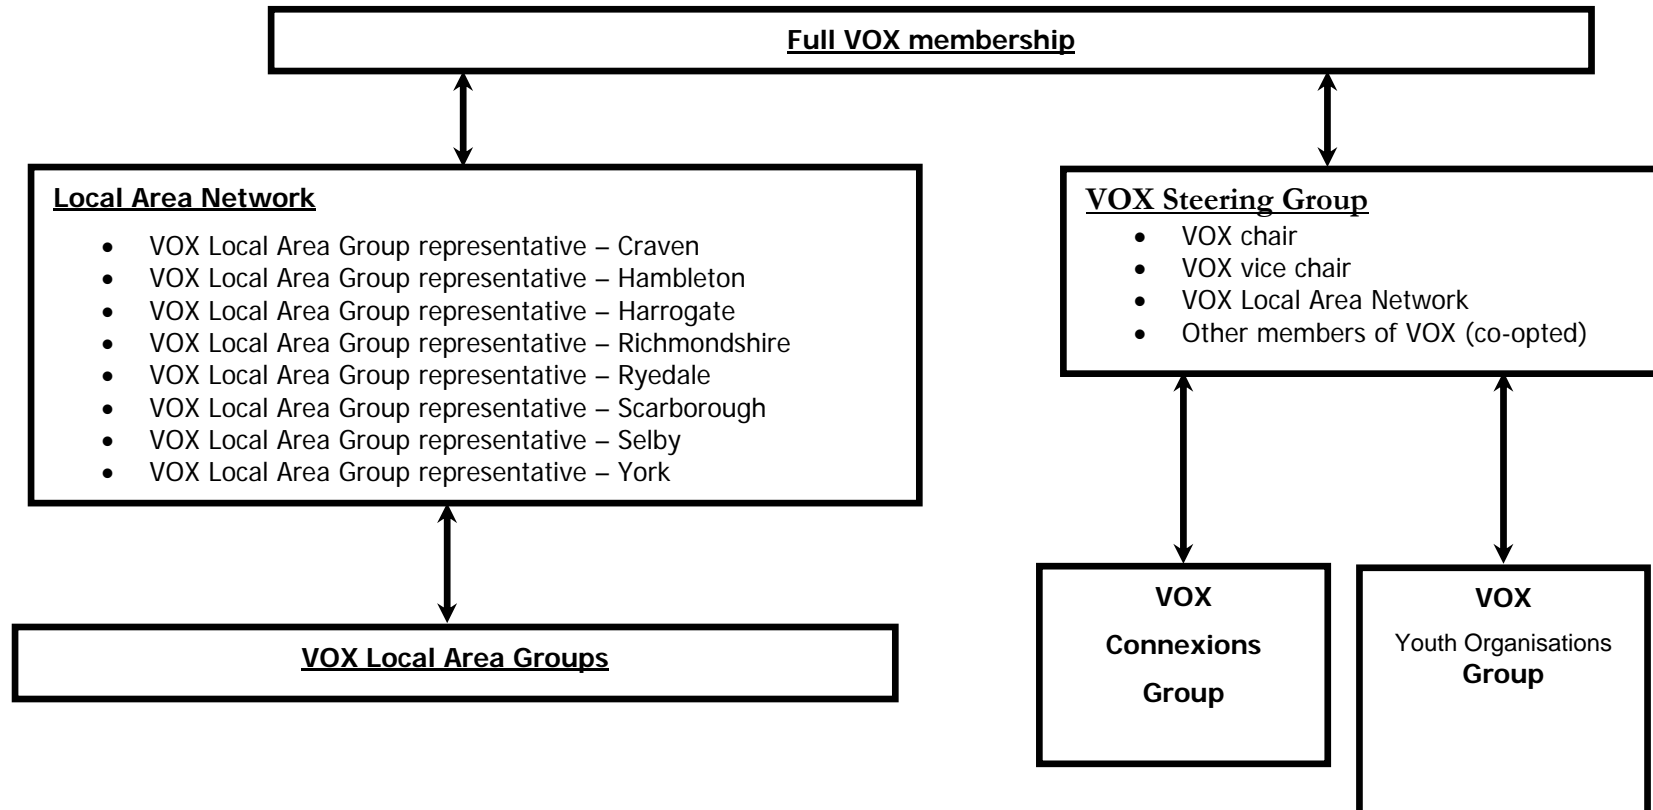 Full VOX membership
Local Area Network
• VOX Local Area Group representative – Craven
• VOX Local Area Group representative – Hambleton
• VOX Local Area Group representative – Harrogate
• VOX Local Area Group representative – Richmondshire
• VOX Local Area Group representative – Ryedale
• VOX Local Area Group representative – Scarborough
• VOX Local Area Group representative – Selby
• VOX Local Area Group representative – York
VOX Steering Group
• VOX chair
• VOX vice chair
• VOX Local Area Network
• Other members of VOX (co-opted)
VOX Local Area Groups
VOX
Connexions
Group
VOX
Youth Organisations
Group